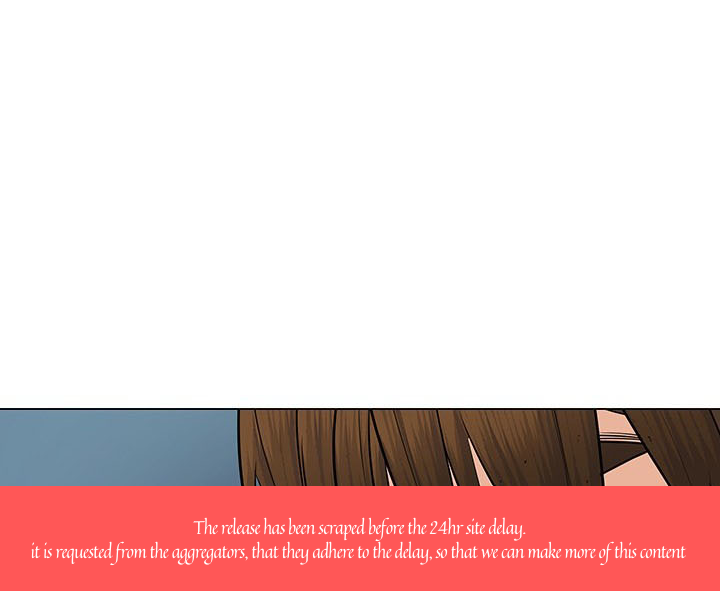 The release has been scraped before the 24hr site delay.
it is requested from the aggregators, that they adhere to the delay, so that we can make more of this content